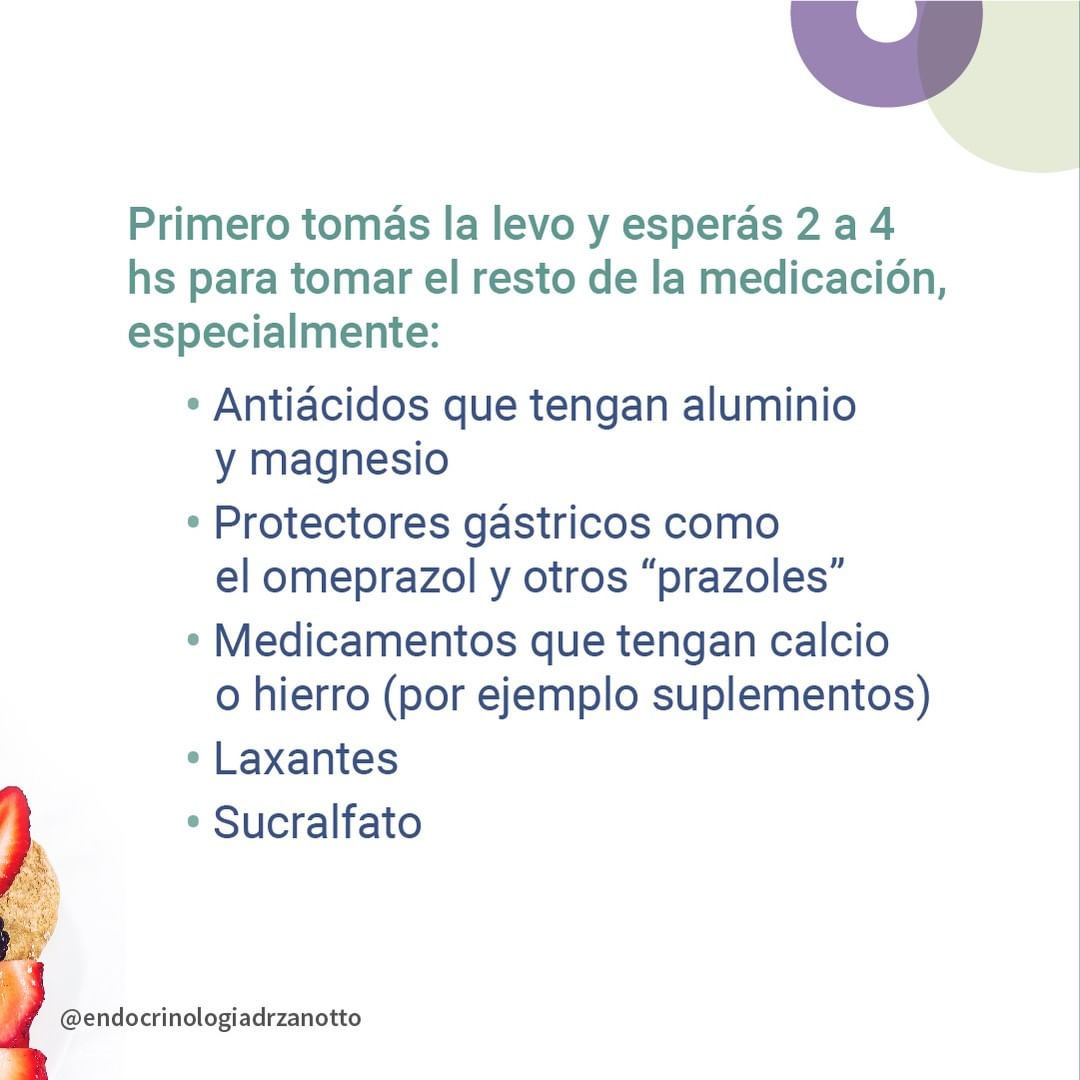 Primero tomás la levo y esperás 2 a 4
hs para tomar el resto de la medicación,
especialmente:
• Antiácidos que tengan aluminio
y magnesio
• Protectores gástricos como
el omeprazol y otros “prazoles”
• Medicamentos que tengan calcio
o hierro (por ejemplo suplementos)
• Laxantes
• Sucralfato
@endocrinologiadrzanotto